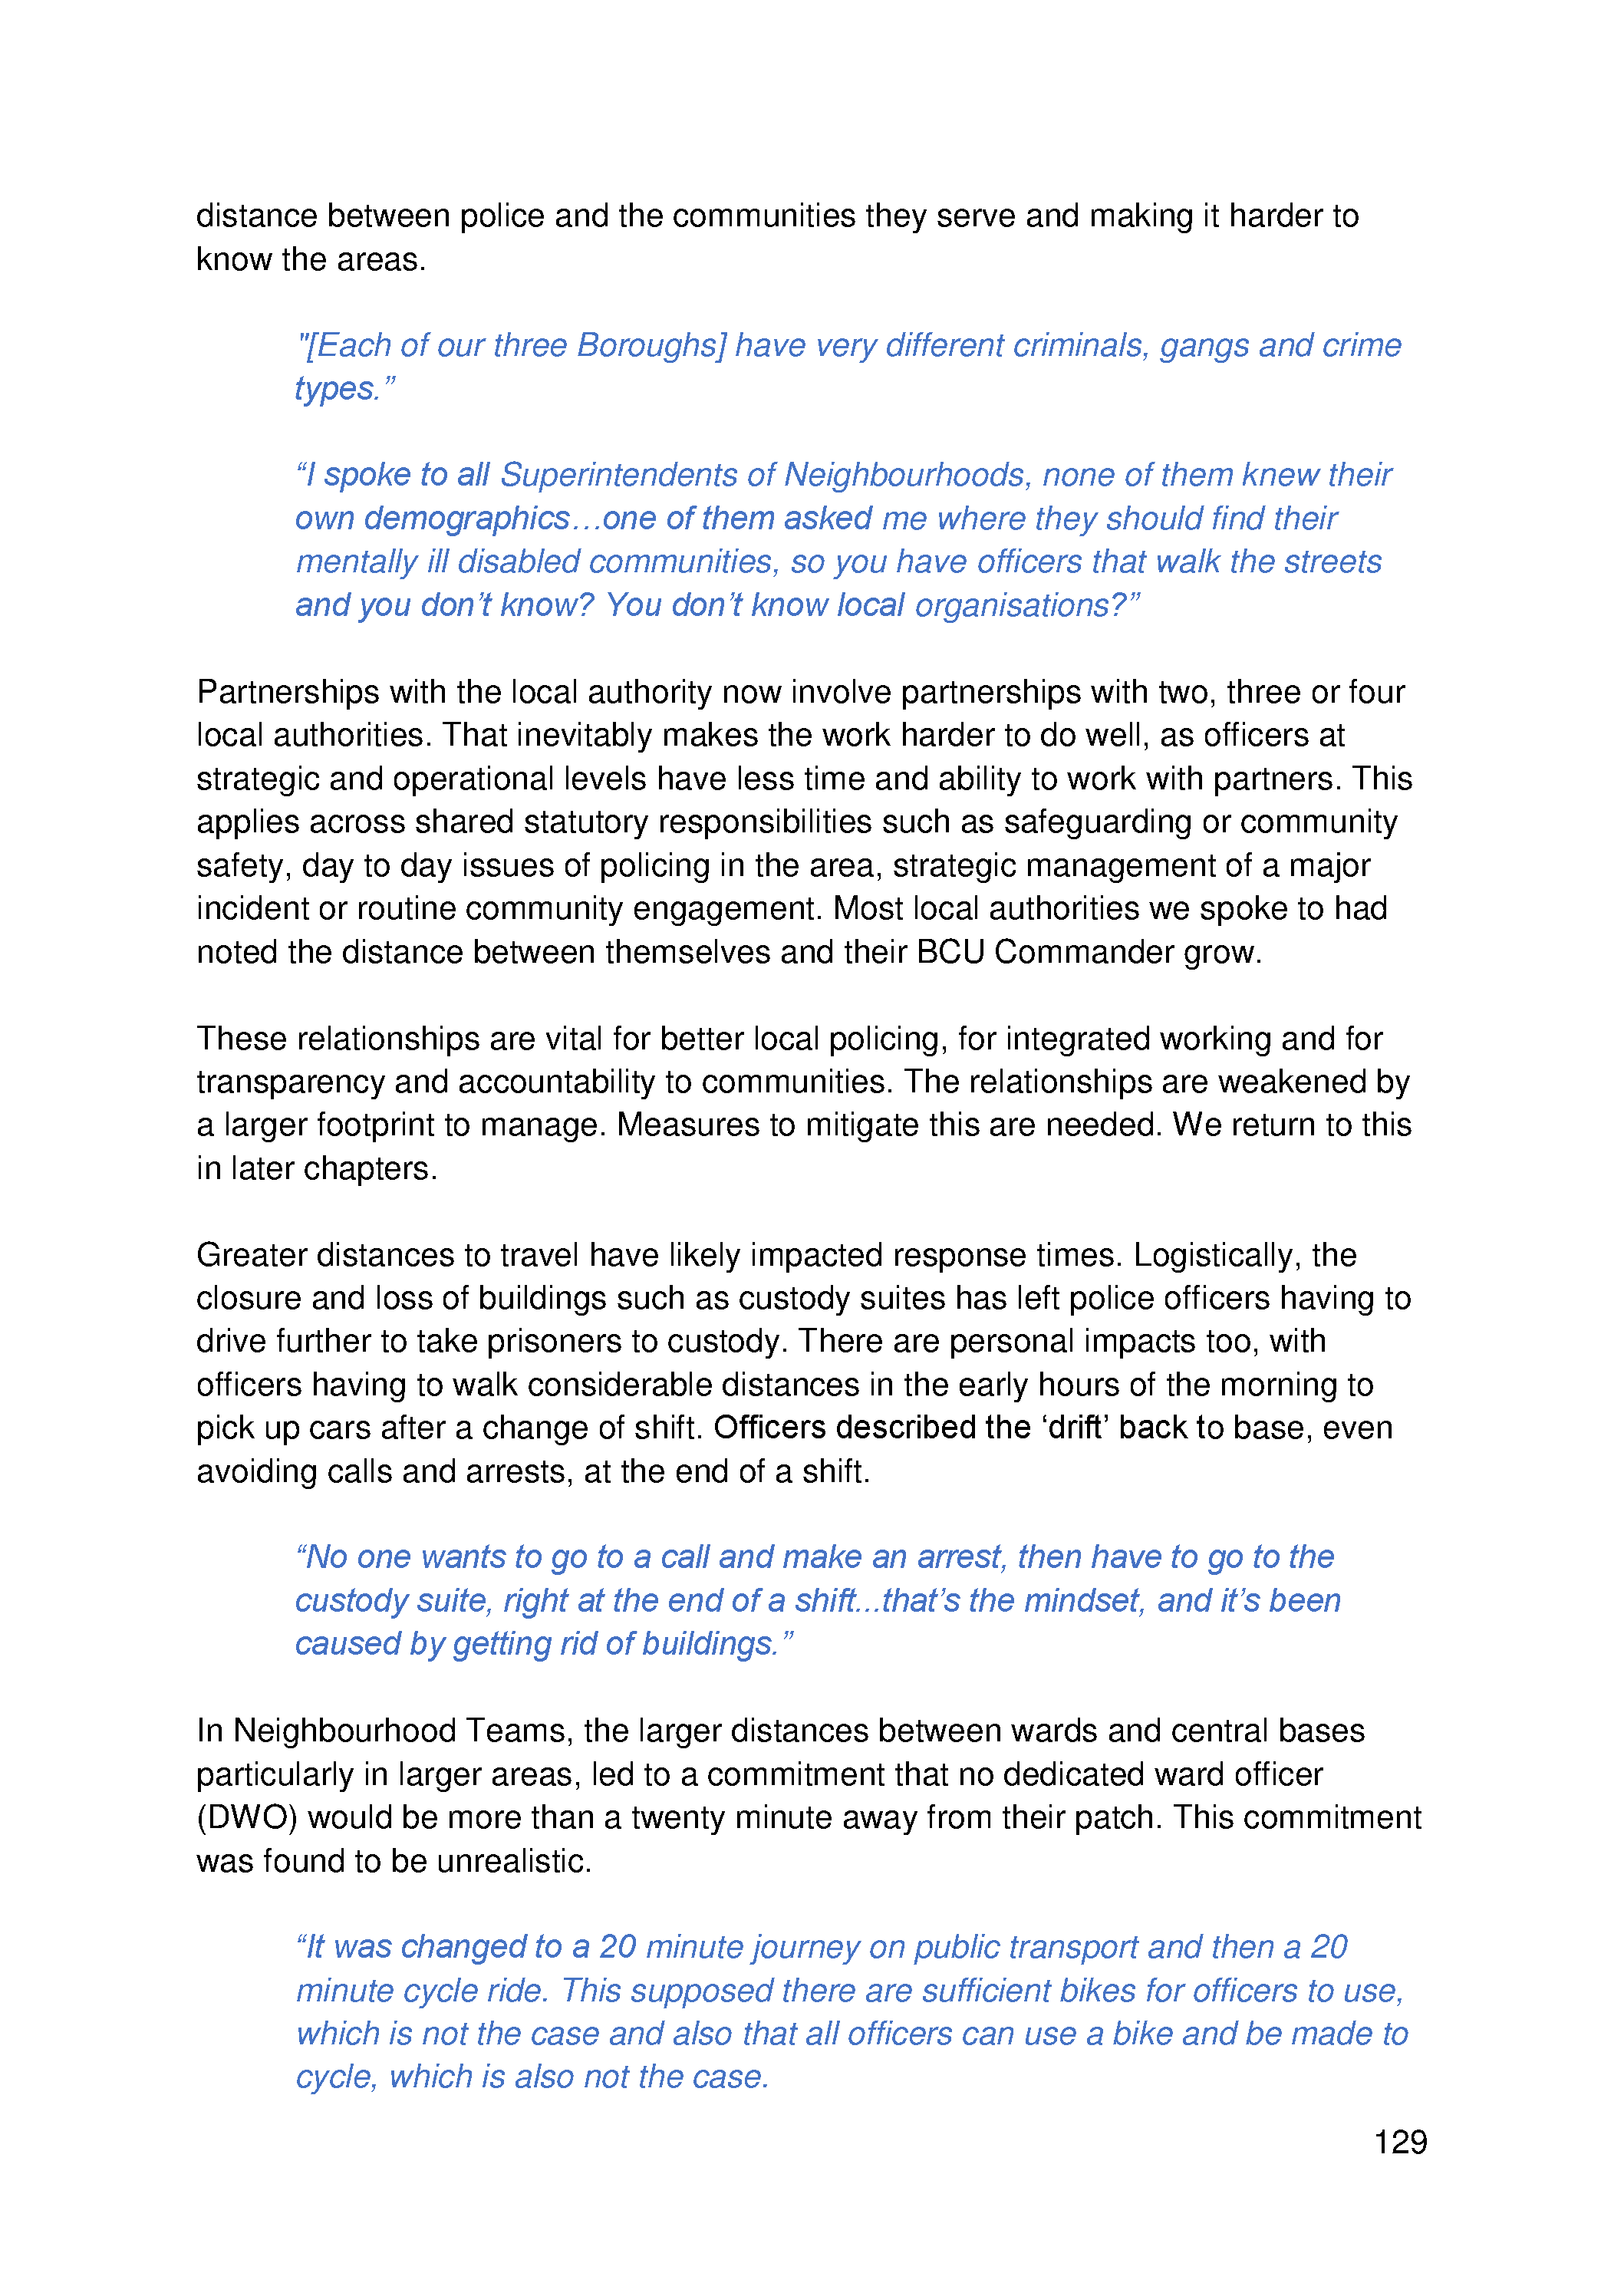 distance between police and the communities they serve and making it harder to
know the areas.
"[Each of our three Boroughs] have very different criminals, gangs and crime
types.”
“I spoke to all Superintendents of Neighbourhoods, none of them knew their
own demographics…one of them asked me where they should find their
mentally ill disabled communities, so you have officers that walk the streets
and you don’t know? You don’t know local organisations?”
Partnerships with the local authority now involve partnerships with two, three or four
local authorities. That inevitably makes the work harder to do well, as officers at
strategic and operational levels have less time and ability to work with partners. This
applies across shared statutory responsibilities such as safeguarding or community
safety, day to day issues of policing in the area, strategic management of a major
incident or routine community engagement. Most local authorities we spoke to had
noted the distance between themselves and their BCU Commander grow.
These relationships are vital for better local policing, for integrated working and for
transparency and accountability to communities. The relationships are weakened by
a larger footprint to manage. Measures to mitigate this are needed. We return to this
in later chapters.
Greater distances to travel have likely impacted response times. Logistically, the
closure and loss of buildings such as custody suites has left police officers having to
drive further to take prisoners to custody. There are personal impacts too, with
officers having to walk considerable distances in the early hours of the morning to
pick up cars after a change of shift. Officers described the ‘drift’ back to base, even
avoiding calls and arrests, at the end of a shift.
“No one wants to go to a call and make an arrest, then have to go to the
custody suite, right at the end of a shift...that’s the mindset, and it’s been
caused by getting rid of buildings.”
In Neighbourhood Teams, the larger distances between wards and central bases
particularly in larger areas, led to a commitment that no dedicated ward officer
(DWO) would be more than a twenty minute away from their patch. This commitment
was found to be unrealistic.
“It was changed to a 20 minute journey on public transport and then a 20
minute cycle ride. This supposed there are sufficient bikes for officers to use,
which is not the case and also that all officers can use a bike and be made to
cycle, which is also not the case.
129